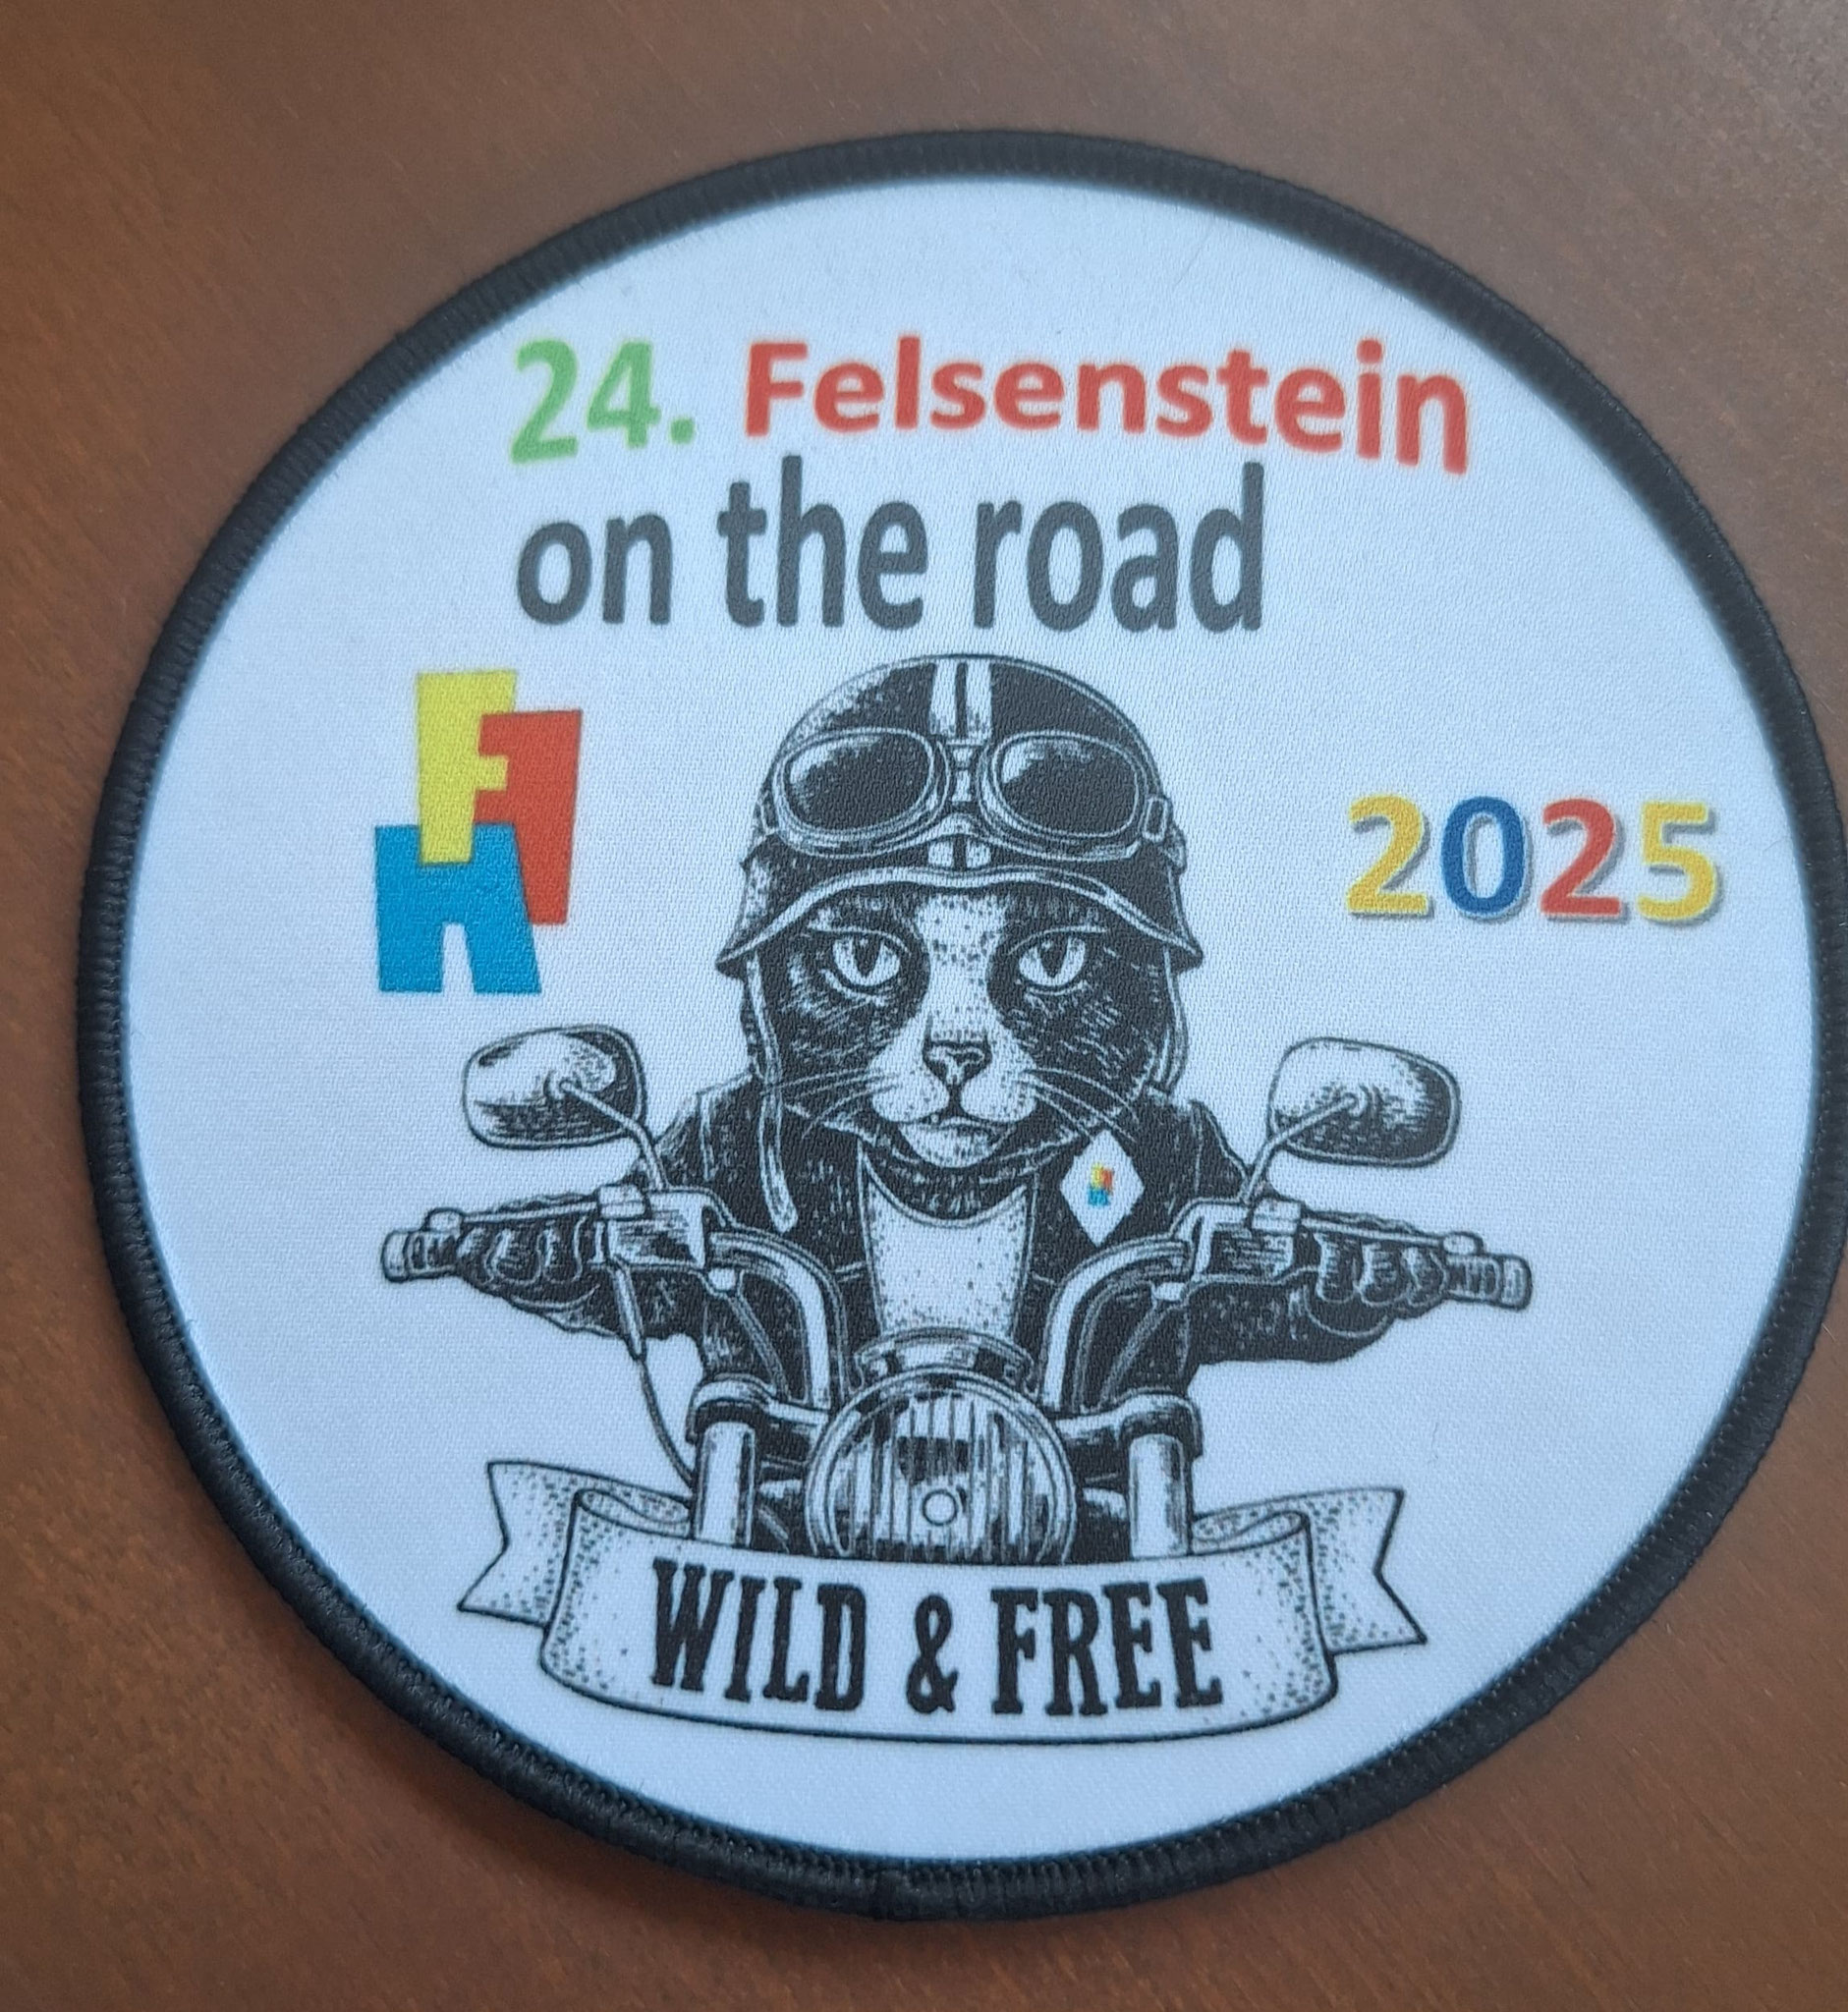 24. Felsenstein
on the road
2025
WILD & FREE